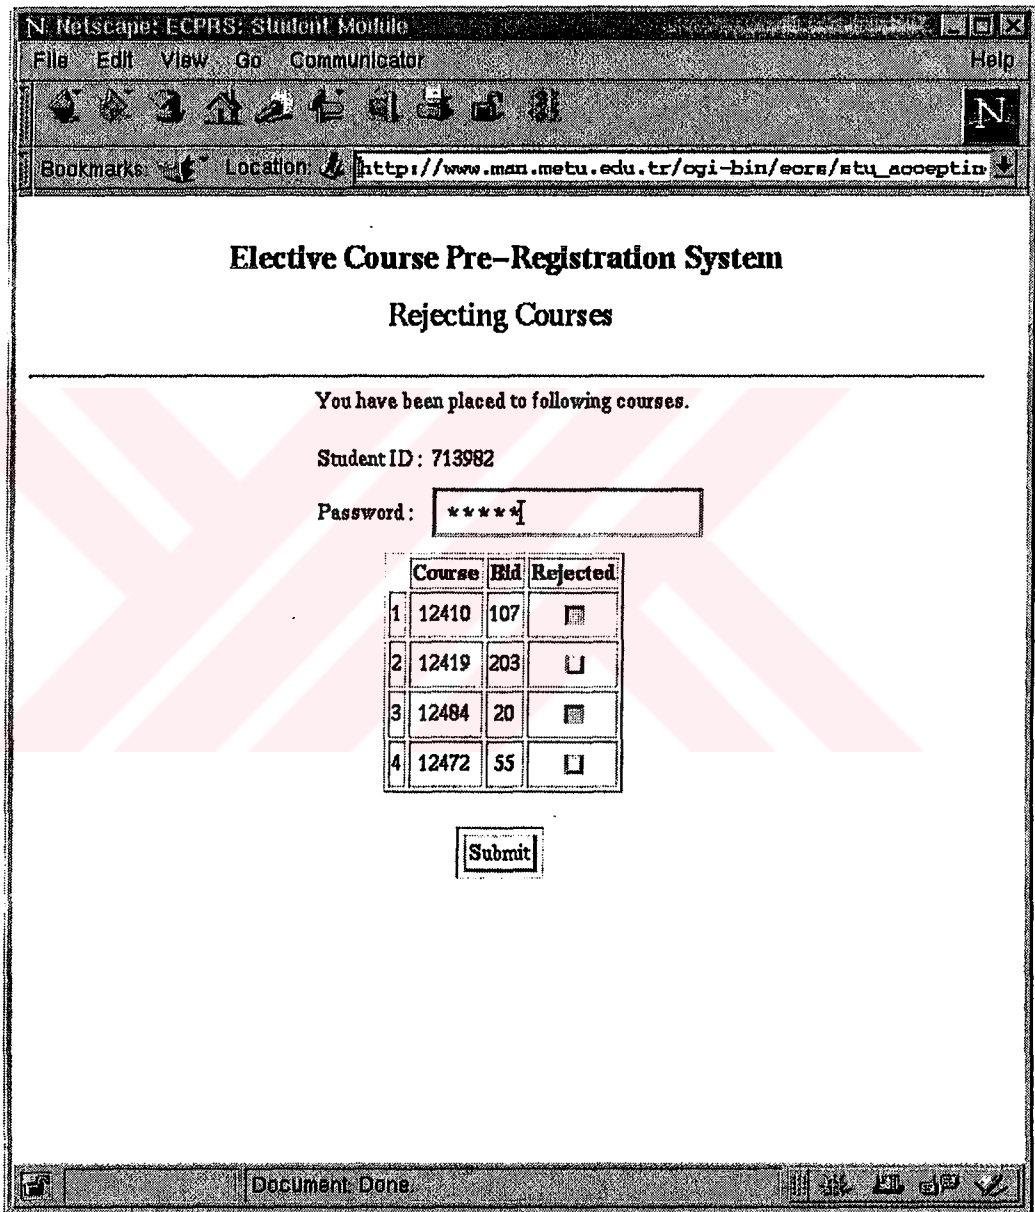 N Netscape: ECPRS: Student Module
File Edit View Go Communicator Help
N
Bookmarks Location: http://www.man.metu.edu.tr/cgi-bin/ecrs/stu_acceptin
Elective Course Pre-Registration System
Rejecting Courses
You have been placed to following courses.
Student ID : 713982
Password : *****
Course Bid Rejected
1 12410 107
2 12419 203
3 12484 20
4 12472 55
Submit
Document: Done.